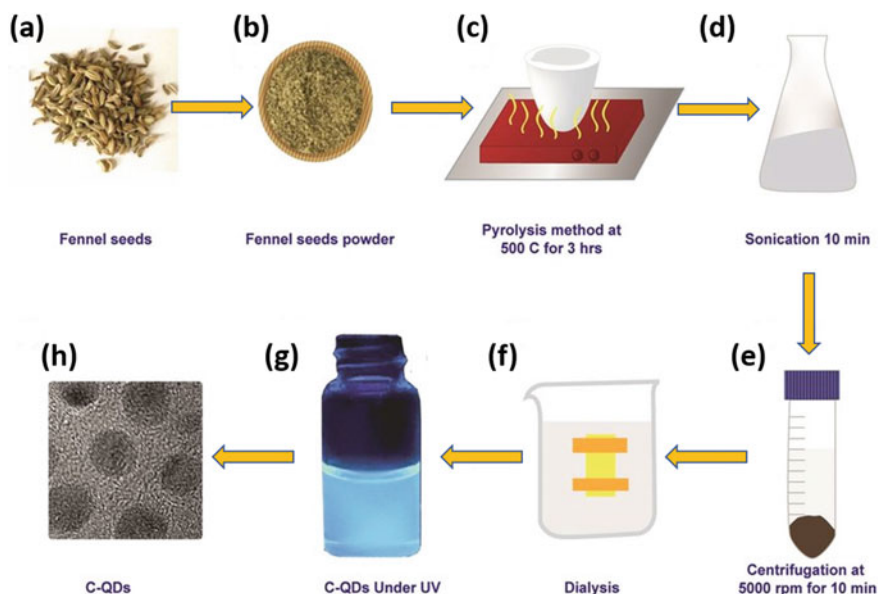 (a)
(b)
(c)
(d)
Fennel seeds
Fennel seeds powder
Pyrolysis method at
500 C for 3 hrs
Sonication 10 min
(h)
(g)
(f)
(e)
C-QDs
C-QDs Under UV
Dialysis
Centrifugation at
5000 rpm for 10 min